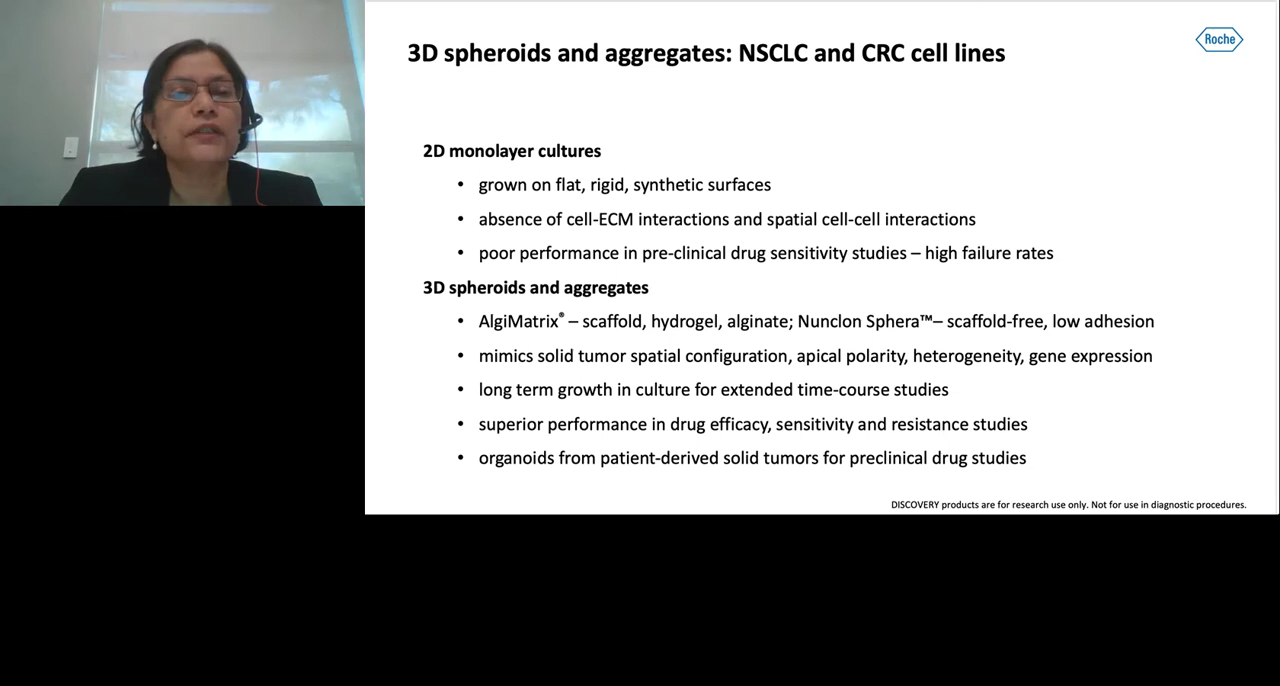 3D spheroids and aggregates: NSCLC and CRC cell lines
Roche
2D monolayer cultures
• grown on flat, rigid, synthetic surfaces
• absence of cell-ECM interactions and spatial cell-cell interactions
• poor performance in pre-clinical drug sensitivity studies – high failure rates
3D spheroids and aggregates
• AlgiMatrix® – scaffold, hydrogel, alginate; Nunclon Sphera™– scaffold-free, low adhesion
• mimics solid tumor spatial configuration, apical polarity, heterogeneity, gene expression
• long term growth in culture for extended time-course studies
• superior performance in drug efficacy, sensitivity and resistance studies
• organoids from patient-derived solid tumors for preclinical drug studies
DISCOVERY products are for research use only. Not for use in diagnostic procedures.